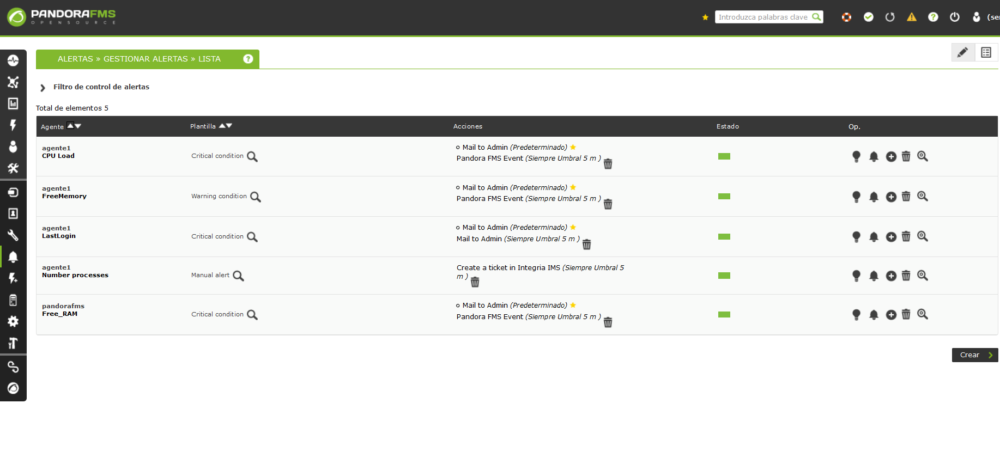 PANDORAFMS
OPENSOURCE
Introduzca palabras clave
(se
ALERTAS » GESTIONAR ALERTAS » LISTA
Filtro de control de alertas
Total de elementos 5
Agente Plantilla Acciones Estado Op.
agente1
CPU Load
Critical condition
Mail to Admin (Predeterminado)
Pandora FMS Event (Siempre Umbral 5 m )
agente1
FreeMemory
Warning condition
Mail to Admin (Predeterminado)
Pandora FMS Event (Siempre Umbral 5 m )
agente1
LastLogin
Critical condition
Mail to Admin (Predeterminado)
Mail to Admin (Siempre Umbral 5 m )
agente1
Number processes
Manual alert
Create a ticket in Integria IMS (Siempre Umbral 5
m )
pandorafms
Free_RAM
Critical condition
Mail to Admin (Predeterminado)
Pandora FMS Event (Siempre Umbral 5 m )
Crear